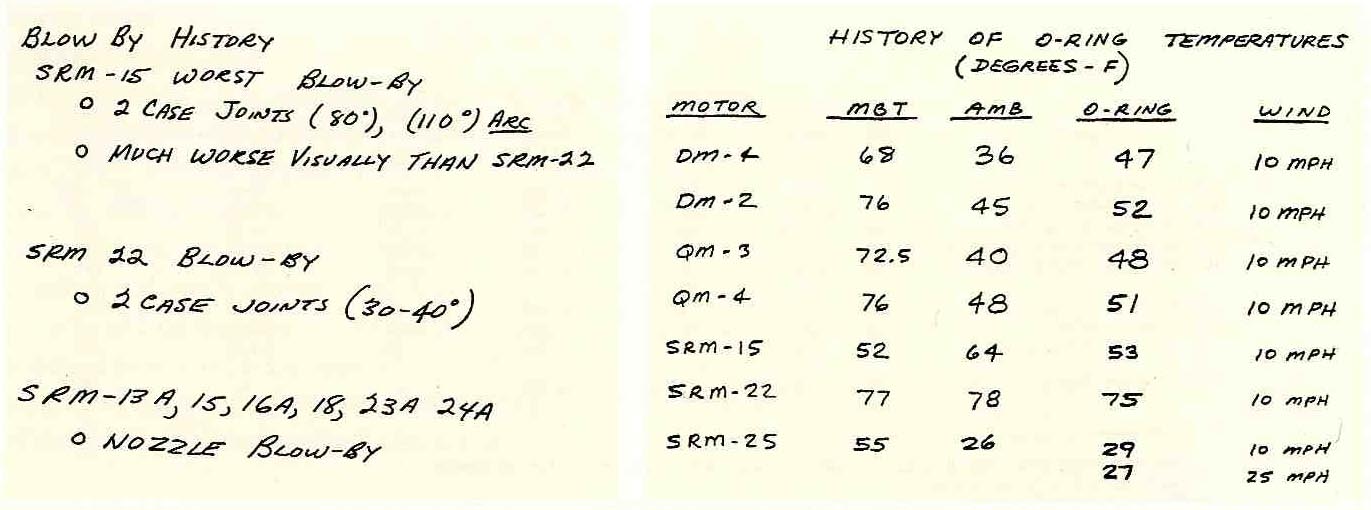 BLOW BY HISTORY
SRM-15 WORST BLOW-BY
o 2 CASE JOINTS (80°), (110°) ARC
o MUCH WORSE VISUALLY THAN SRM-22
SRM 22 BLOW-BY
o 2 CASE JOINTS (30-40°)
SRM-13A, 15, 16A, 18, 23A 24A
o NOZZLE BLOW-BY
HISTORY OF O-RING TEMPERATURES
(DEGREES-F)
MOTOR MBT AMB O-RING WIND
DM-4 68 36 47 10 MPH
DM-2 76 45 52 10 MPH
QM-3 72.5 40 48 10 MPH
QM-4 76 48 51 10 MPH
SRM-15 52 64 53 10 MPH
SRM-22 77 78 75 10 MPH
SRM-25 55 26 29 10 MPH
27 25 MPH